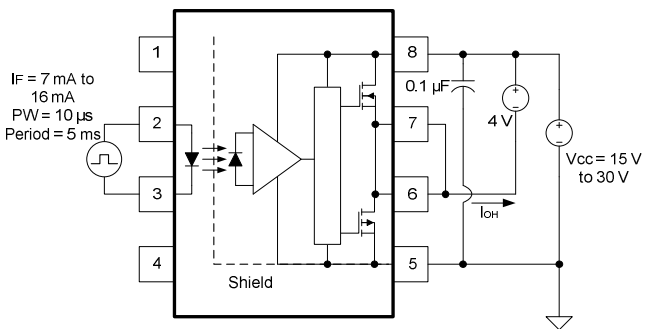 IF = 7 mA to
16 mA
PW = 10 µs
Period = 5 ms
1
2
3
4
Shield
8
7
6
5
0.1 µF
4 V
IOH
Vcc = 15 V
to 30 V